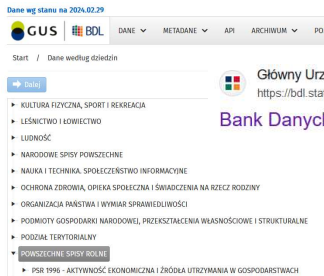 Dane wg stanu na 2024.02.29
GUS BDL DANE METADANE API ARCHIWUM
Start / Dane według dziedzin
Główny
https://bdl.sta
Dalej
Bank
KULTURA FIZYCZNA, SPORT I REKREACJA
LEŚNICTWO I ŁOWIECTWO
LUDNOŚĆ
NARODOWE SPISY POWSZECHNE
NAUKA I TECHNIKA. SPOŁECZEŃSTWO INFORMACYJNE
OCHRONA ZDROWIA, OPIEKA SPOŁECZNA I ŚWIADCZENIA NA RZECZ RODZINY
ORGANIZACJA PAŃSTWA I WYMIAR SPRAWIEDLIWOŚCI
PODMIOTY GOSPODARKI NARODOWEJ, PRZEKSZTAŁCENIA WŁASNOŚCIOWE I STRUKTURALNE
PODZIAŁ TERYTORIALNY
POWSZECHNE SPISY ROLNE
PSR 1996 - AKTYWNOŚĆ EKONOMICZNA I ŹRÓDŁA UTRZYMANIA W GOSPODARSTWACH